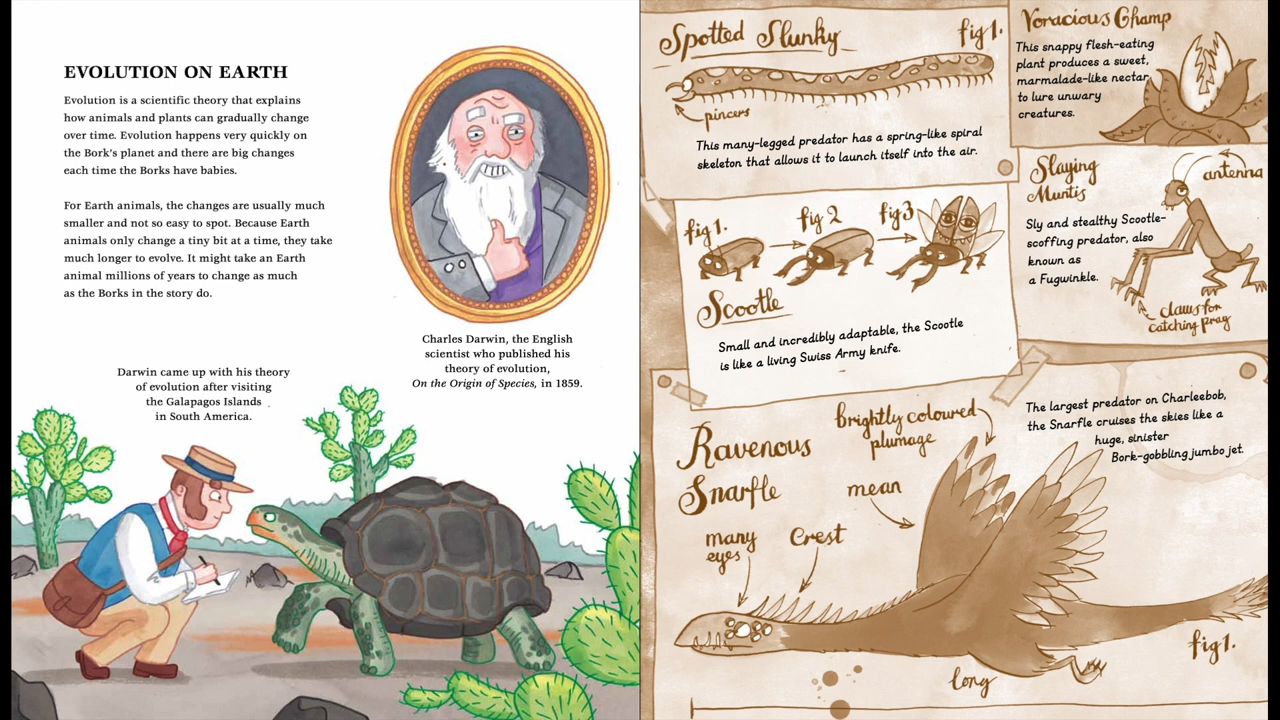 EVOLUTION ON EARTH
Evolution is a scientific theory that explains
how animals and plants can gradually change
over time. Evolution happens very quickly on
the Bork's planet and there are big changes
each time the Borks have babies.
For Earth animals, the changes are usually much
smaller and not so easy to spot. Because Earth
animals only change a tiny bit at a time, they take
much longer to evolve. It might take an Earth
animal millions of years to change as much
as the Borks in the story do.
Charles Darwin, the English
scientist who published his
theory of evolution,
On the Origin of Species, in 1859.
Darwin came up with his theory
of evolution after visiting
the Galapagos Islands
in South America.
Spotted Slunky
fig 1.
pincers
This many-legged predator has a spring-like spiral
skeleton that allows it to launch itself into the air.
Voracious Chomp
This snappy flesh-eating
plant produces a sweet,
marmalade-like nectar
to lure unwary
creatures.
fig 1.
fig 2
fig 3
Scootle
Small and incredibly adaptable, the Scootle
is like a living Swiss Army knife.
Slaying
Muntis
antenna
Sly and stealthy Scootle-
scoffing predator, also
known as
a Fugwinkle.
claws for
catching pray
Ravenous
Snarfle
brightly coloured
plumage
mean
many
eyes
Crest
The largest predator on Charleebob,
the Snarfle cruises the skies like a
huge, sinister
Bork-gobbling jumbo jet.
fig 1.
long